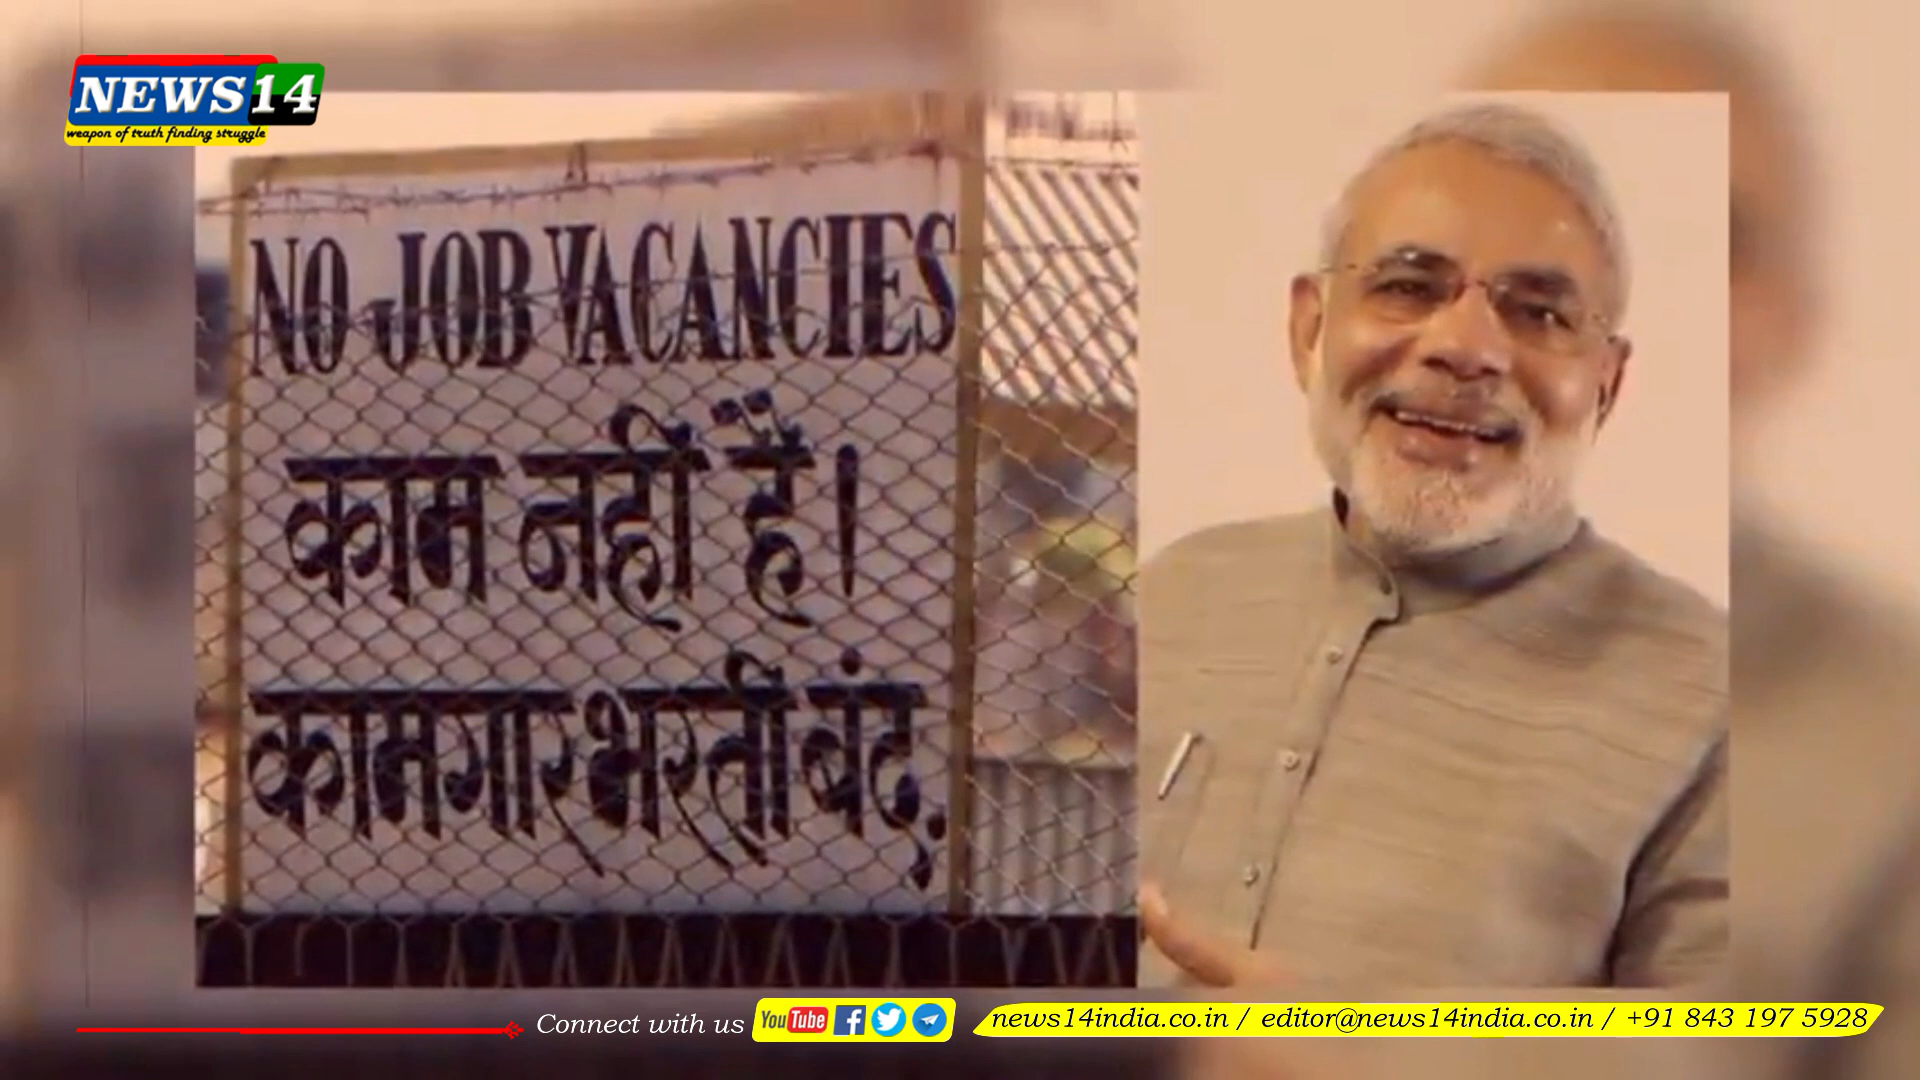 NEWS14
weapon of truth finding struggle
NO JOB VACANCIES
काम नहीं है।
कामगार भरती बंद.
Connect with us YouTube news14india.co.in / editor@news14india.co.in / +91 843 197 5928